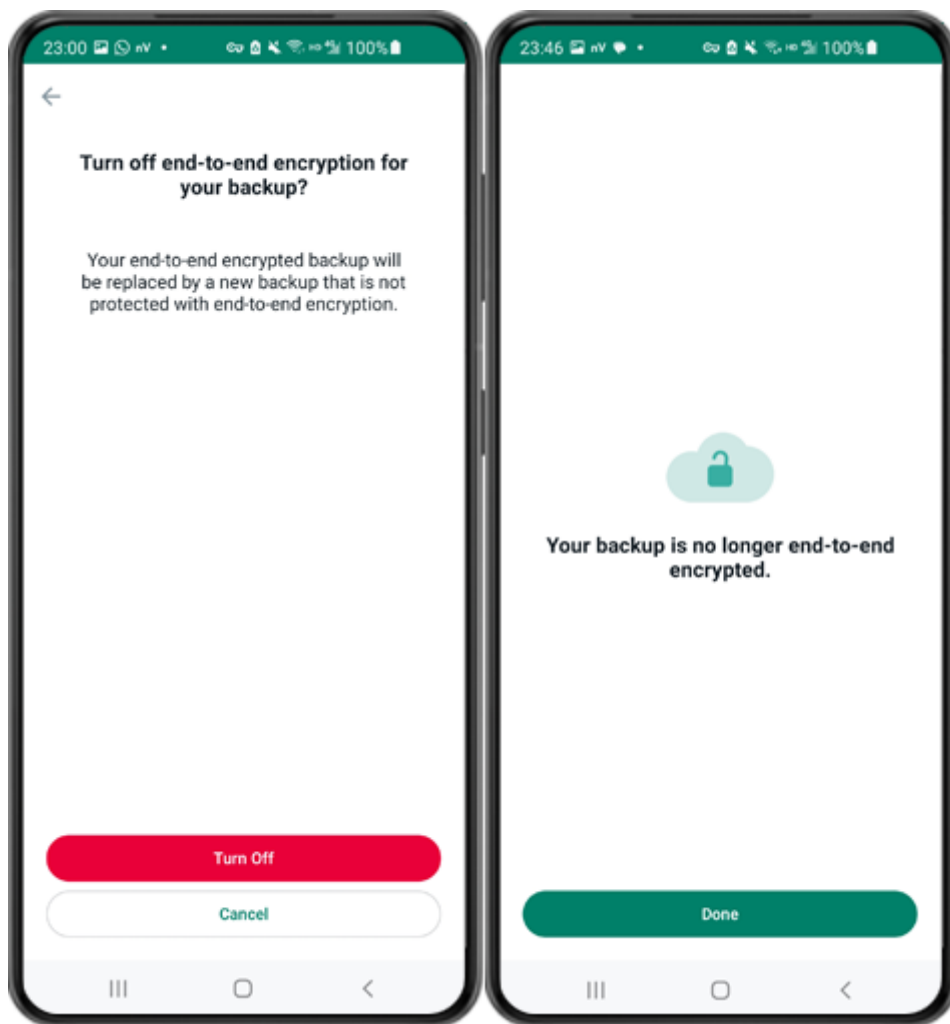 23:00 nV 100%
Turn off end-to-end encryption for
your backup?
Your end-to-end encrypted backup will
be replaced by a new backup that is not
protected with end-to-end encryption.
Turn Off
Cancel
23:46 nV 100%
Your backup is no longer end-to-end
encrypted.
Done